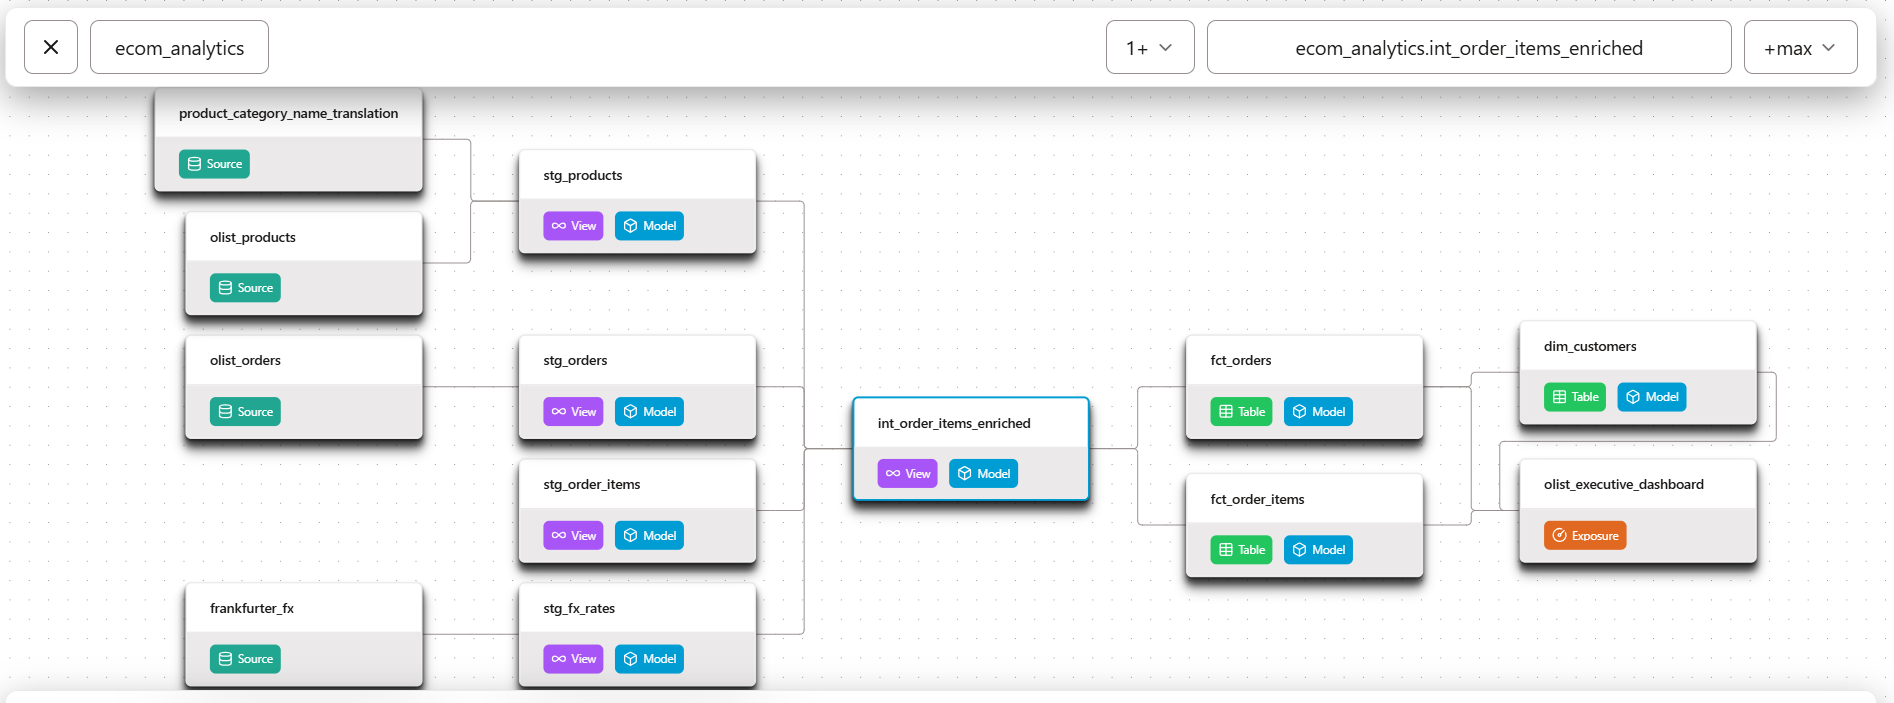 ecom_analytics
1+
ecom_analytics.int_order_items_enriched
+max
product_category_name_translation
Source
olist_products
Source
olist_orders
Source
frankfurter_fx
Source
stg_products
View Model
stg_orders
View Model
stg_order_items
View Model
stg_fx_rates
View Model
int_order_items_enriched
View Model
fct_orders
Table Model
fct_order_items
Table Model
dim_customers
Table Model
olist_executive_dashboard
Exposure